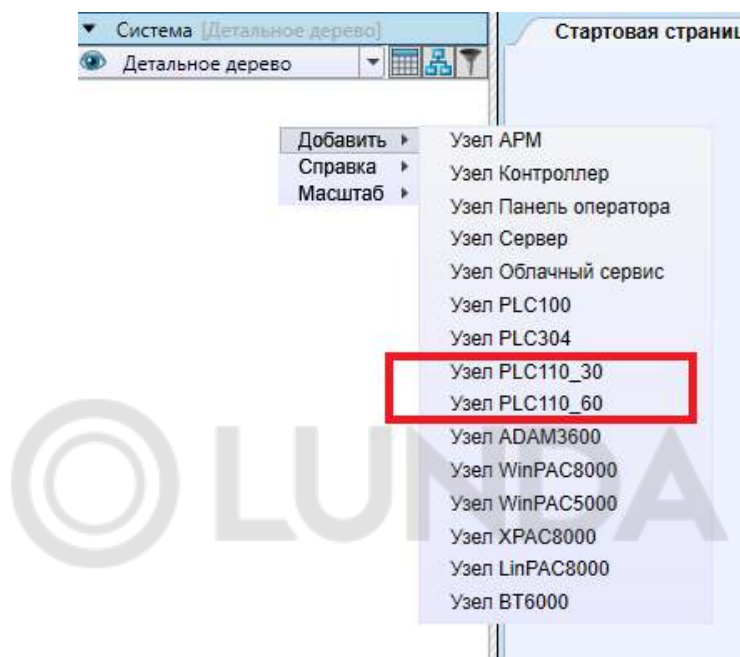 Система [Детальное дерево]
Стартовая страниц
Детальное дерево
Добавить
Справка
Масштаб
Узел АРМ
Узел Контроллер
Узел Панель оператора
Узел Сервер
Узел Облачный сервис
Узел PLC100
Узел PLC304
Узел PLC110_30
Узел PLC110_60
Узел ADAM3600
Узел WinPAC8000
Узел WinPAC5000
Узел XPAC8000
Узел LinPAC8000
Узел BT6000
LUNDA